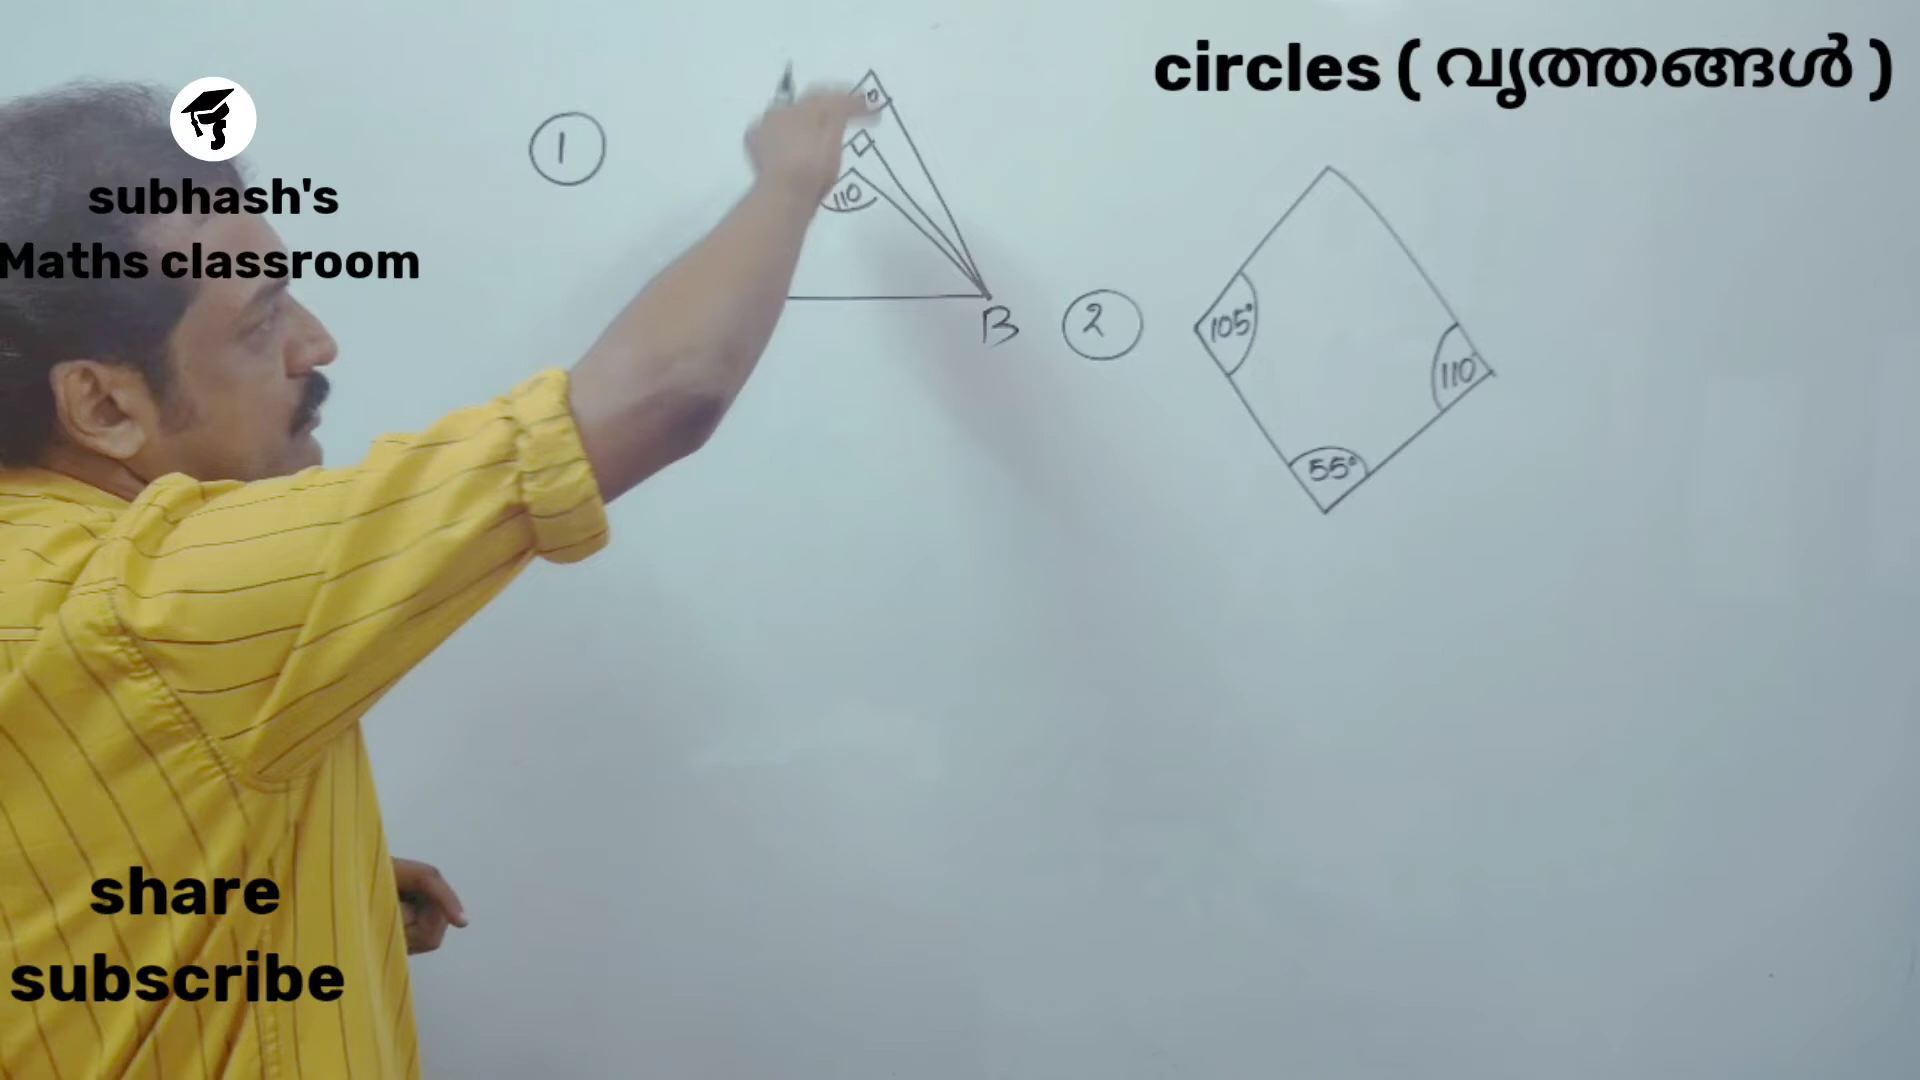 circles ( വൃത്തങ്ങൾ )
subhash's
Maths classroom
1
110
B
2
105°
110°
55°
share
subscribe